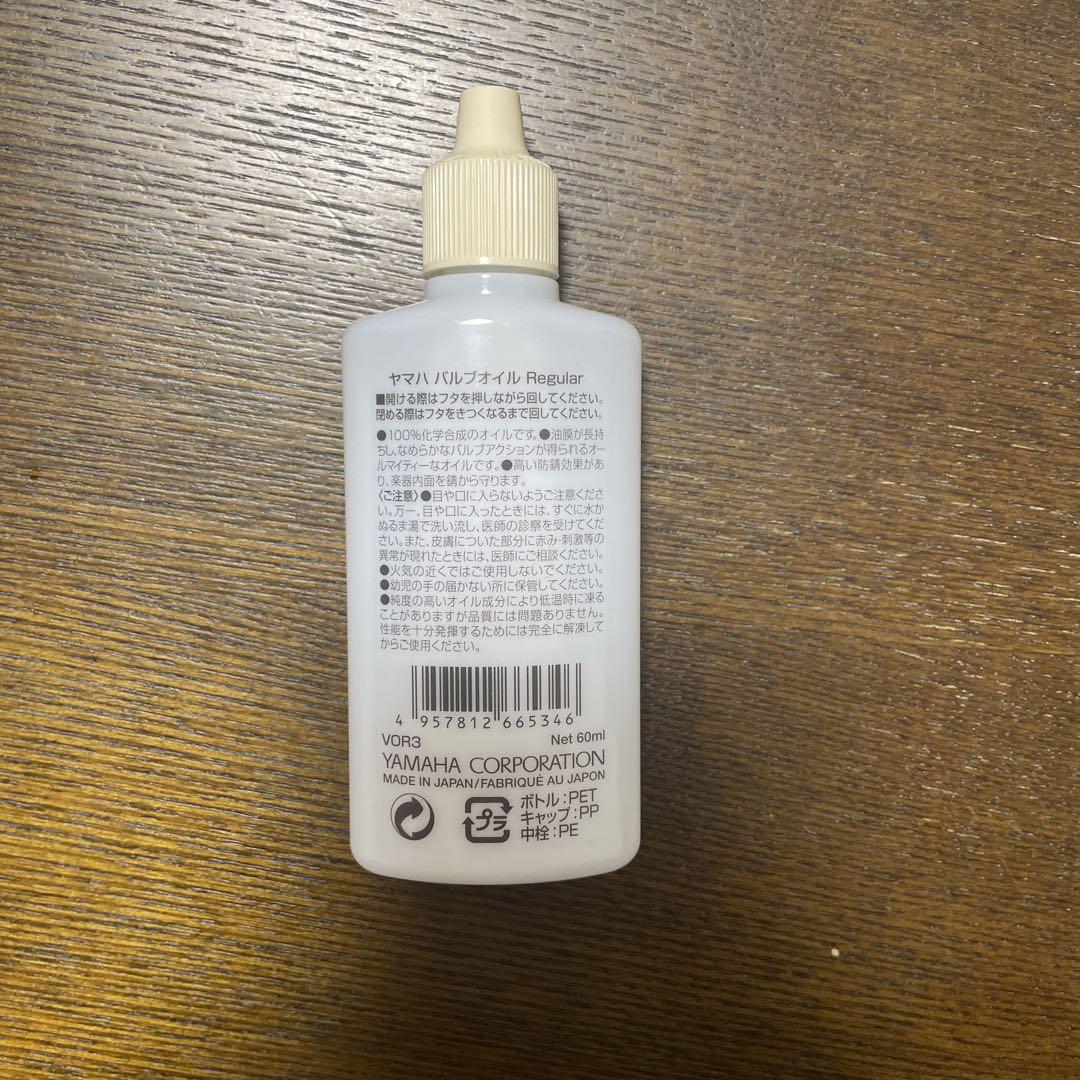 ヤマハ バルブオイル Regular
■開ける際はフタを押しながら回してください。
閉める際はフタをきつくなるまで回してください。
●100%化学合成のオイルです。●油膜が長持
ちし、なめらかなバルブアクションが得られるオー
ルマイティーなオイルです。●高い防錆効果があ
り、楽器内面を錆から守ります。
〈ご注意〉●目や口に入らないようご注意くださ
い。万一、目や口に入ったときには、すぐに水か
ぬるま湯で洗い流し、医師の診察を受けてくだ
さい。また、皮膚についた部分に赤み・刺激等の
異常が現れたときには、医師にご相談ください。
●火気の近くではご使用しないでください。
●幼児の手の届かない所に保管してください。
●純度の高いオイル成分により低温時に凍る
ことがありますが品質には問題ありません。
性能を十分発揮するためには完全に解凍して
からご使用ください。
4 957812 665346
VOR3 Net 60ml
YAMAHA CORPORATION
MADE IN JAPAN/FABRIQUÉ AU JAPON
プラ
ボトル:PET
キャップ:PP
中栓:PE